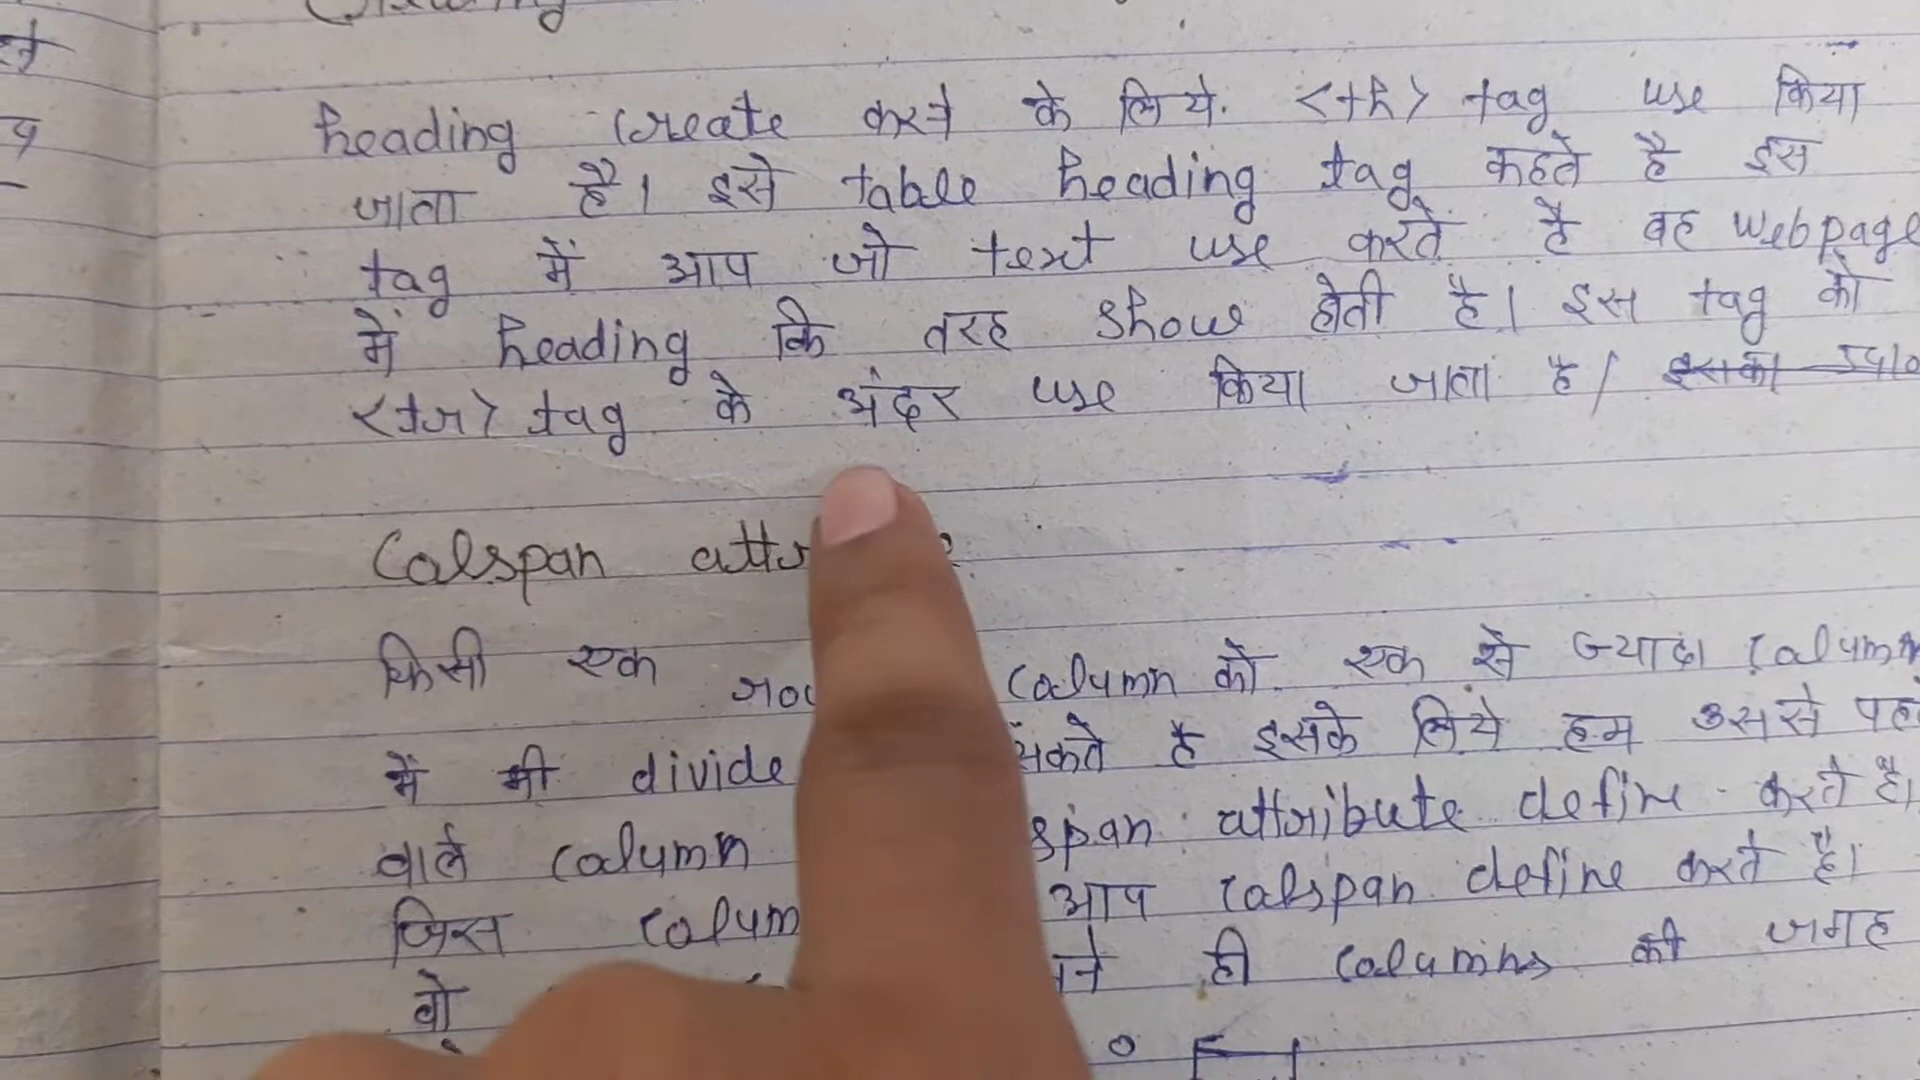 heading create करने के लिये. <th> tag use किया
जाता है। इसे table heading tag कहते है इस
tag में आप जो text use करते है वह webpage
में heading कि तरह show होती है। इस tag को
<tr> tag के अंदर use किया जाता है। इसका
Colspan
किसी एक column को एक से ज्यादा column
में भी divide सकते है इसके लिये हम उससे
वाले column span attribute define करते है।
जिस आप colspan define करते है।
वो ही columns की जगह